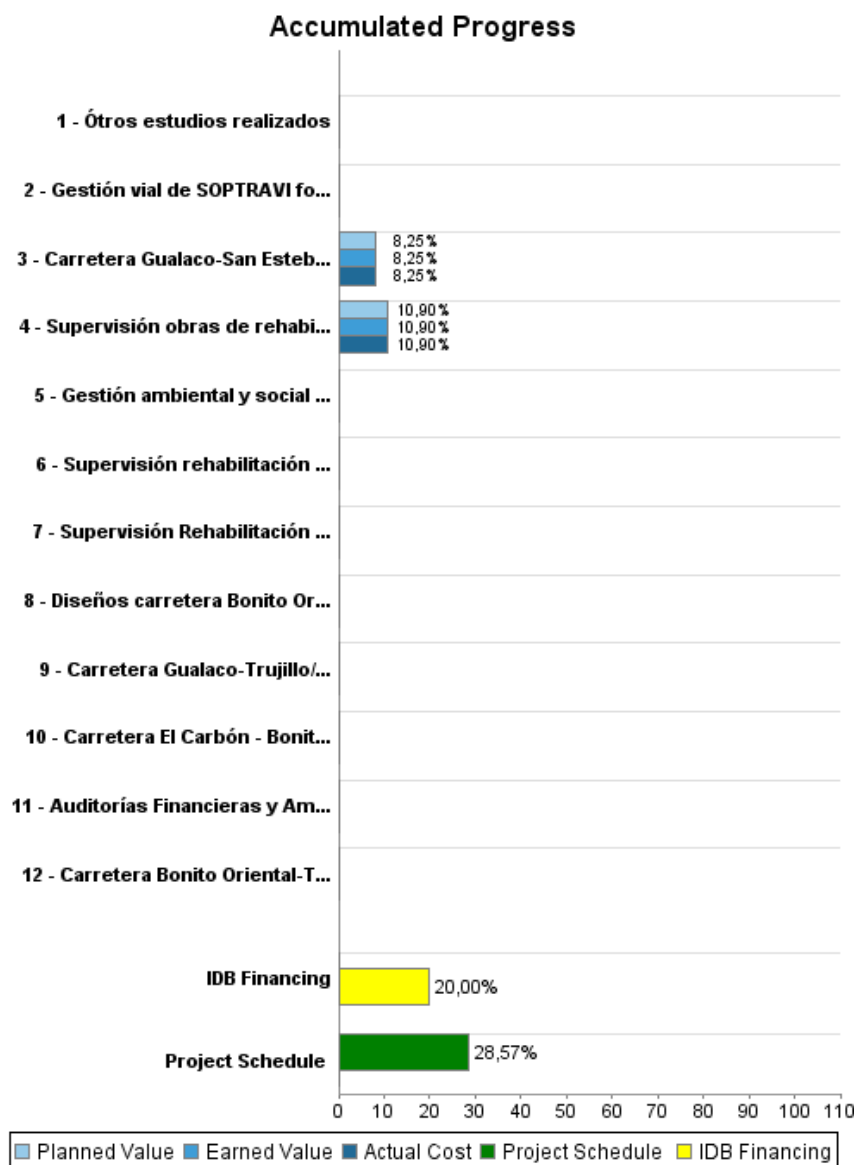 Accumulated Progress
1 - Ótros estudios realizados
2 - Gestión vial de SOPTRAVI fo...
8,25%
3 - Carretera Gualaco-San Esteb...
8,25%
8,25%
10,90%
4 - Supervisión obras de rehabi...
10,90%
10,90%
5 - Gestión ambiental y social ...
6 - Supervisión rehabilitación ...
7 - Supervisión Rehabilitación ...
8 - Diseños carretera Bonito Or...
9 - Carretera Gualaco-Trujillo/...
10 - Carretera El Carbón - Bonit...
11 - Auditorías Financieras y Am...
12 - Carretera Bonito Oriental-T...
IDB Financing
20,00%
Project Schedule
28,57%
0 10 20 30 40 50 60 70 80 90 100 110
Planned Value Earned Value Actual Cost Project Schedule IDB Financing